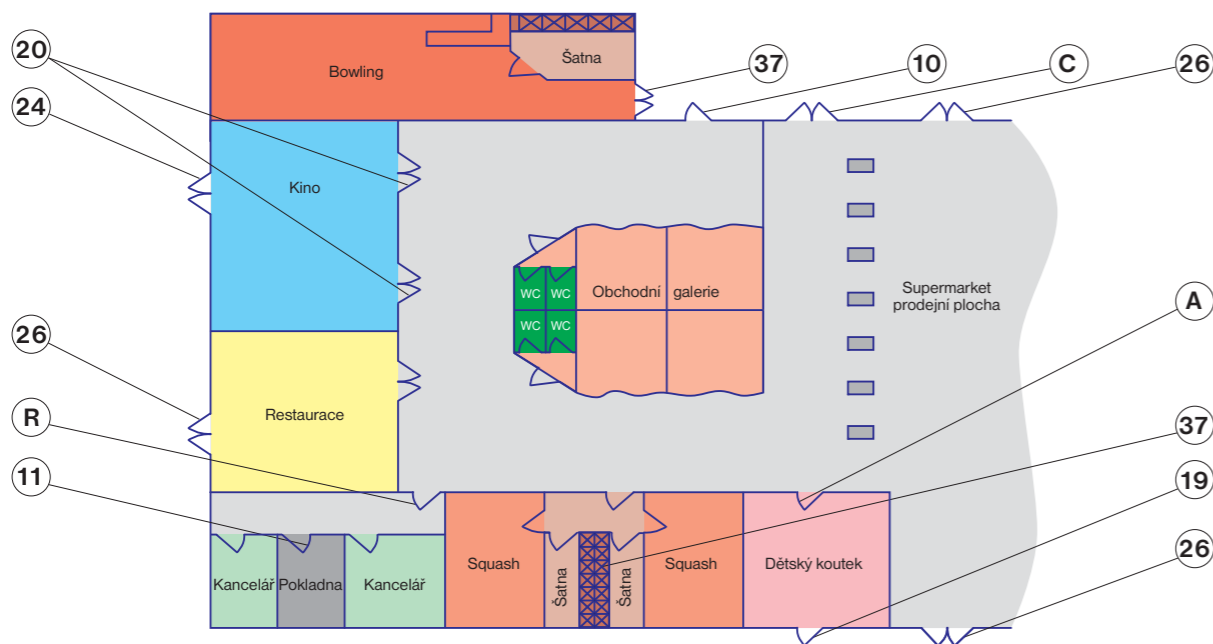 20
24
26
R
11
37
10
C
26
A
37
19
26
Bowling
Šatna
Kino
WC
WC
WC
WC
Obchodní galerie
Supermarket
prodejní plocha
Restaurace
Kancelář
Pokladna
Kancelář
Squash
Šatna
Šatna
Squash
Dětský koutek